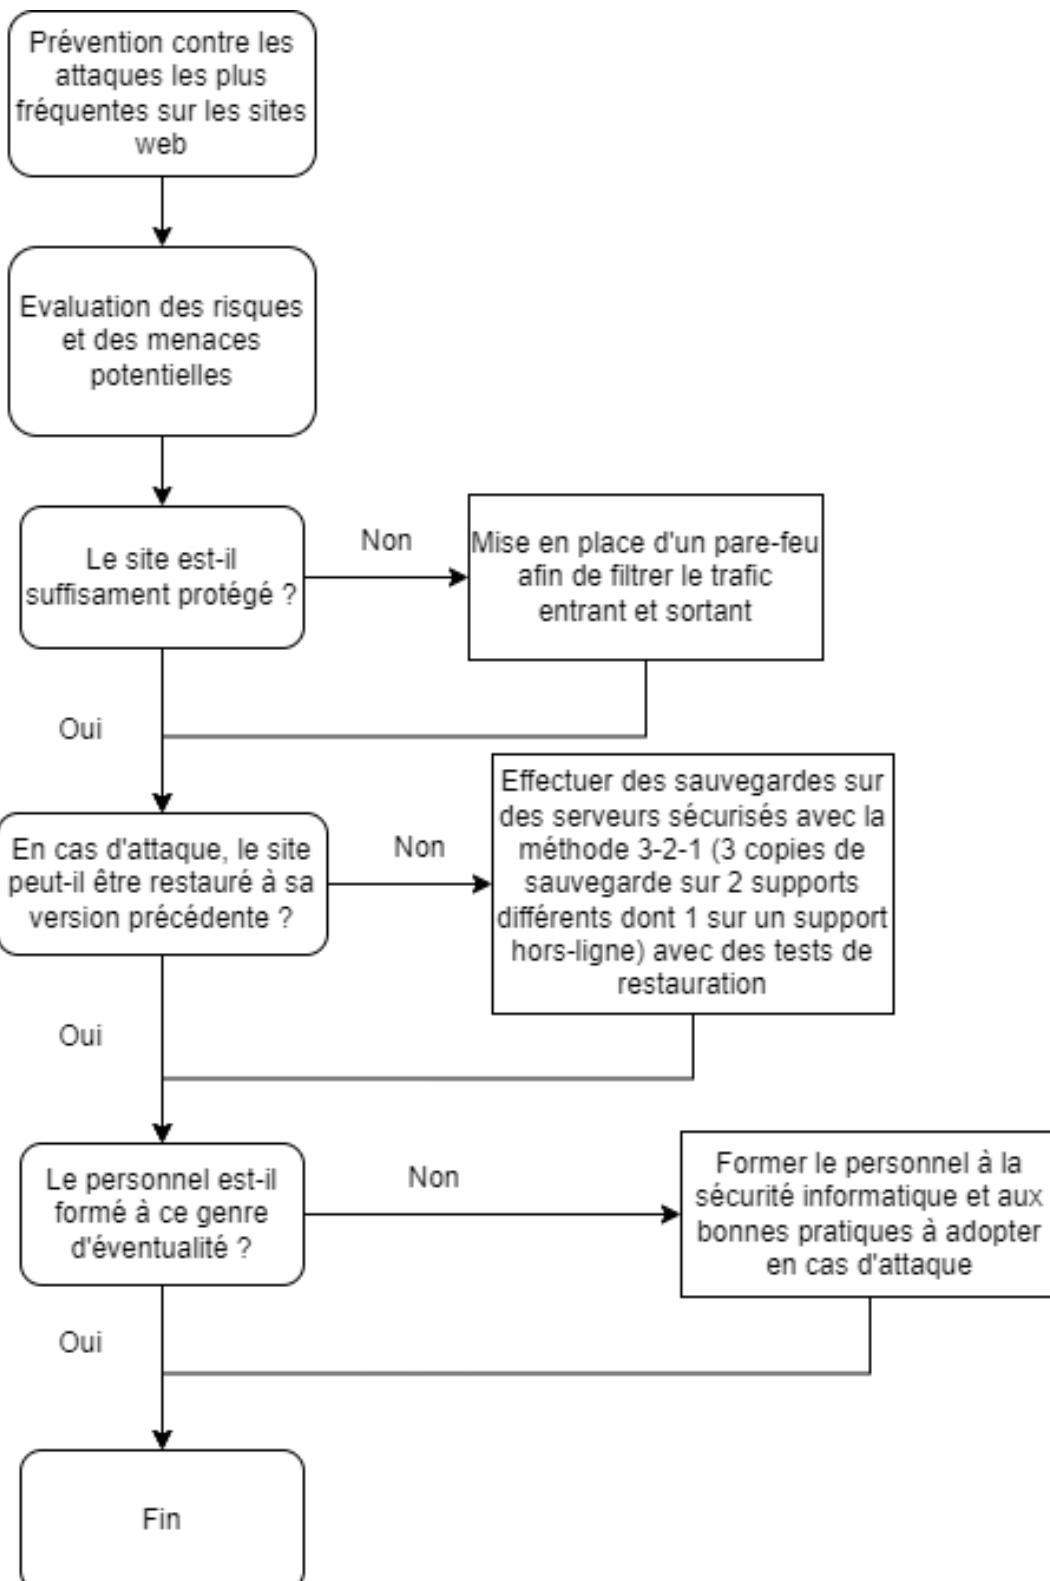 Prévention contre les
attaques les plus
fréquentes sur les sites
web
Evaluation des risques
et des menaces
potentielles
Le site est-il
suffisament protégé ?
Non
Mise en place d'un pare-feu
afin de filtrer le trafic
entrant et sortant
Oui
En cas d'attaque, le site
peut-il être restauré à sa
version précédente ?
Non
Effectuer des sauvegardes sur
des serveurs sécurisés avec la
méthode 3-2-1 (3 copies de
sauvegarde sur 2 supports
différents dont 1 sur un support
hors-ligne) avec des tests de
restauration
Oui
Le personnel est-il
formé à ce genre
d'éventualité ?
Non
Former le personnel à la
sécurité informatique et aux
bonnes pratiques à adopter
en cas d'attaque
Oui
Fin